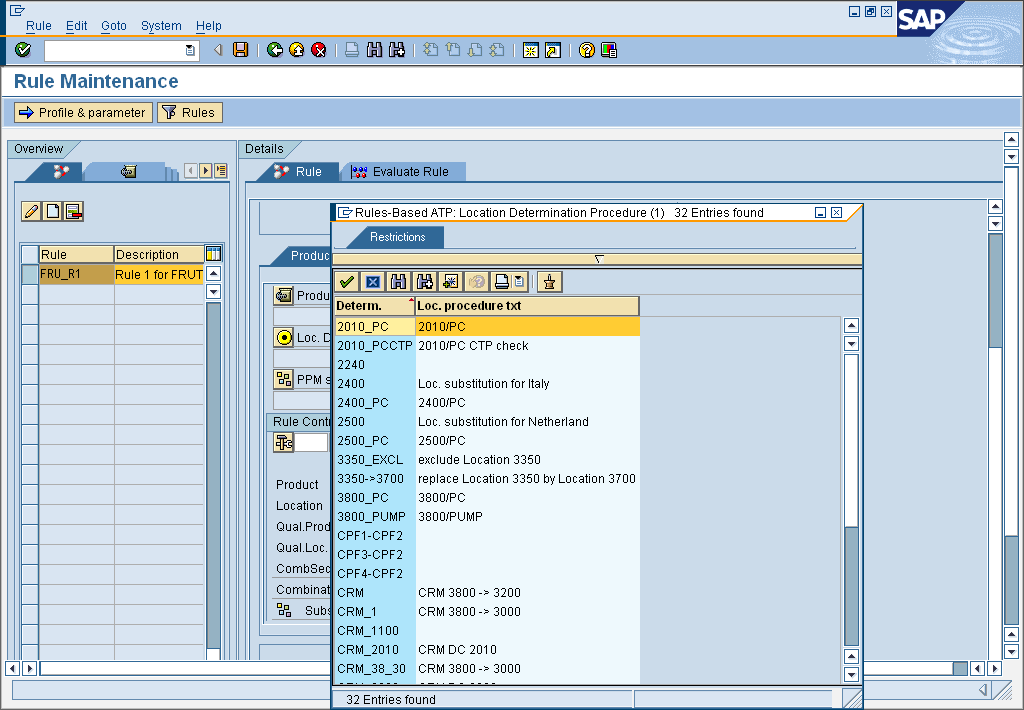 Rule Edit Goto System Help
SAP
Rule Maintenance
Profile & parameter Rules
Overview
Details
Rule Evaluate Rule
Rule Description
FRU_R1 Rule 1 for FRUT
Produc
Produ
Loc. D
PPM s
Rule Contr
Product
Location
Qual.Prod
Qual.Loc.
CombSec
Combinat
Subs
Rules-Based ATP: Location Determination Procedure (1) 32 Entries found
Restrictions
Determ. Loc. procedure txt
2010_PC 2010/PC
2010_PCCTP 2010/PC CTP check
2240
2400 Loc. substitution for Italy
2400_PC 2400/PC
2500 Loc. substitution for Netherland
2500_PC 2500/PC
3350_EXCL exclude Location 3350
3350->3700 replace Location 3350 by Location 3700
3800_PC 3800/PC
3800_PUMP 3800/PUMP
CPF1-CPF2
CPF3-CPF2
CPF4-CPF2
CRM CRM 3800 -> 3200
CRM_1 CRM 3800 -> 3000
CRM_1100
CRM_2010 CRM DC 2010
CRM_38_30 CRM 3800 -> 3000
32 Entries found